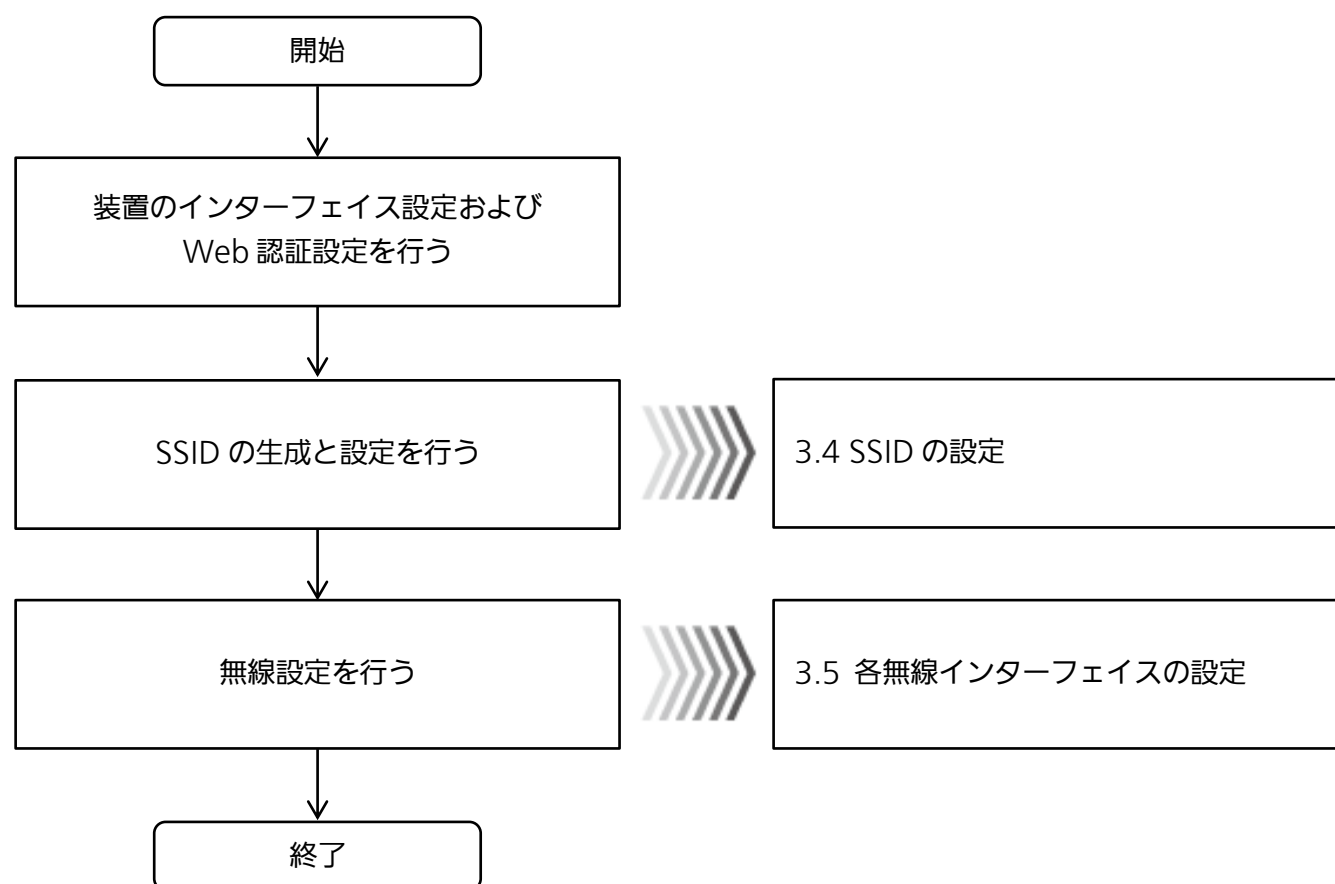 開始
装置のインターフェイス設定および
Web 認証設定を行う
SSID の生成と設定を行う
3.4 SSID の設定
無線設定を行う
3.5 各無線インターフェイスの設定
終了